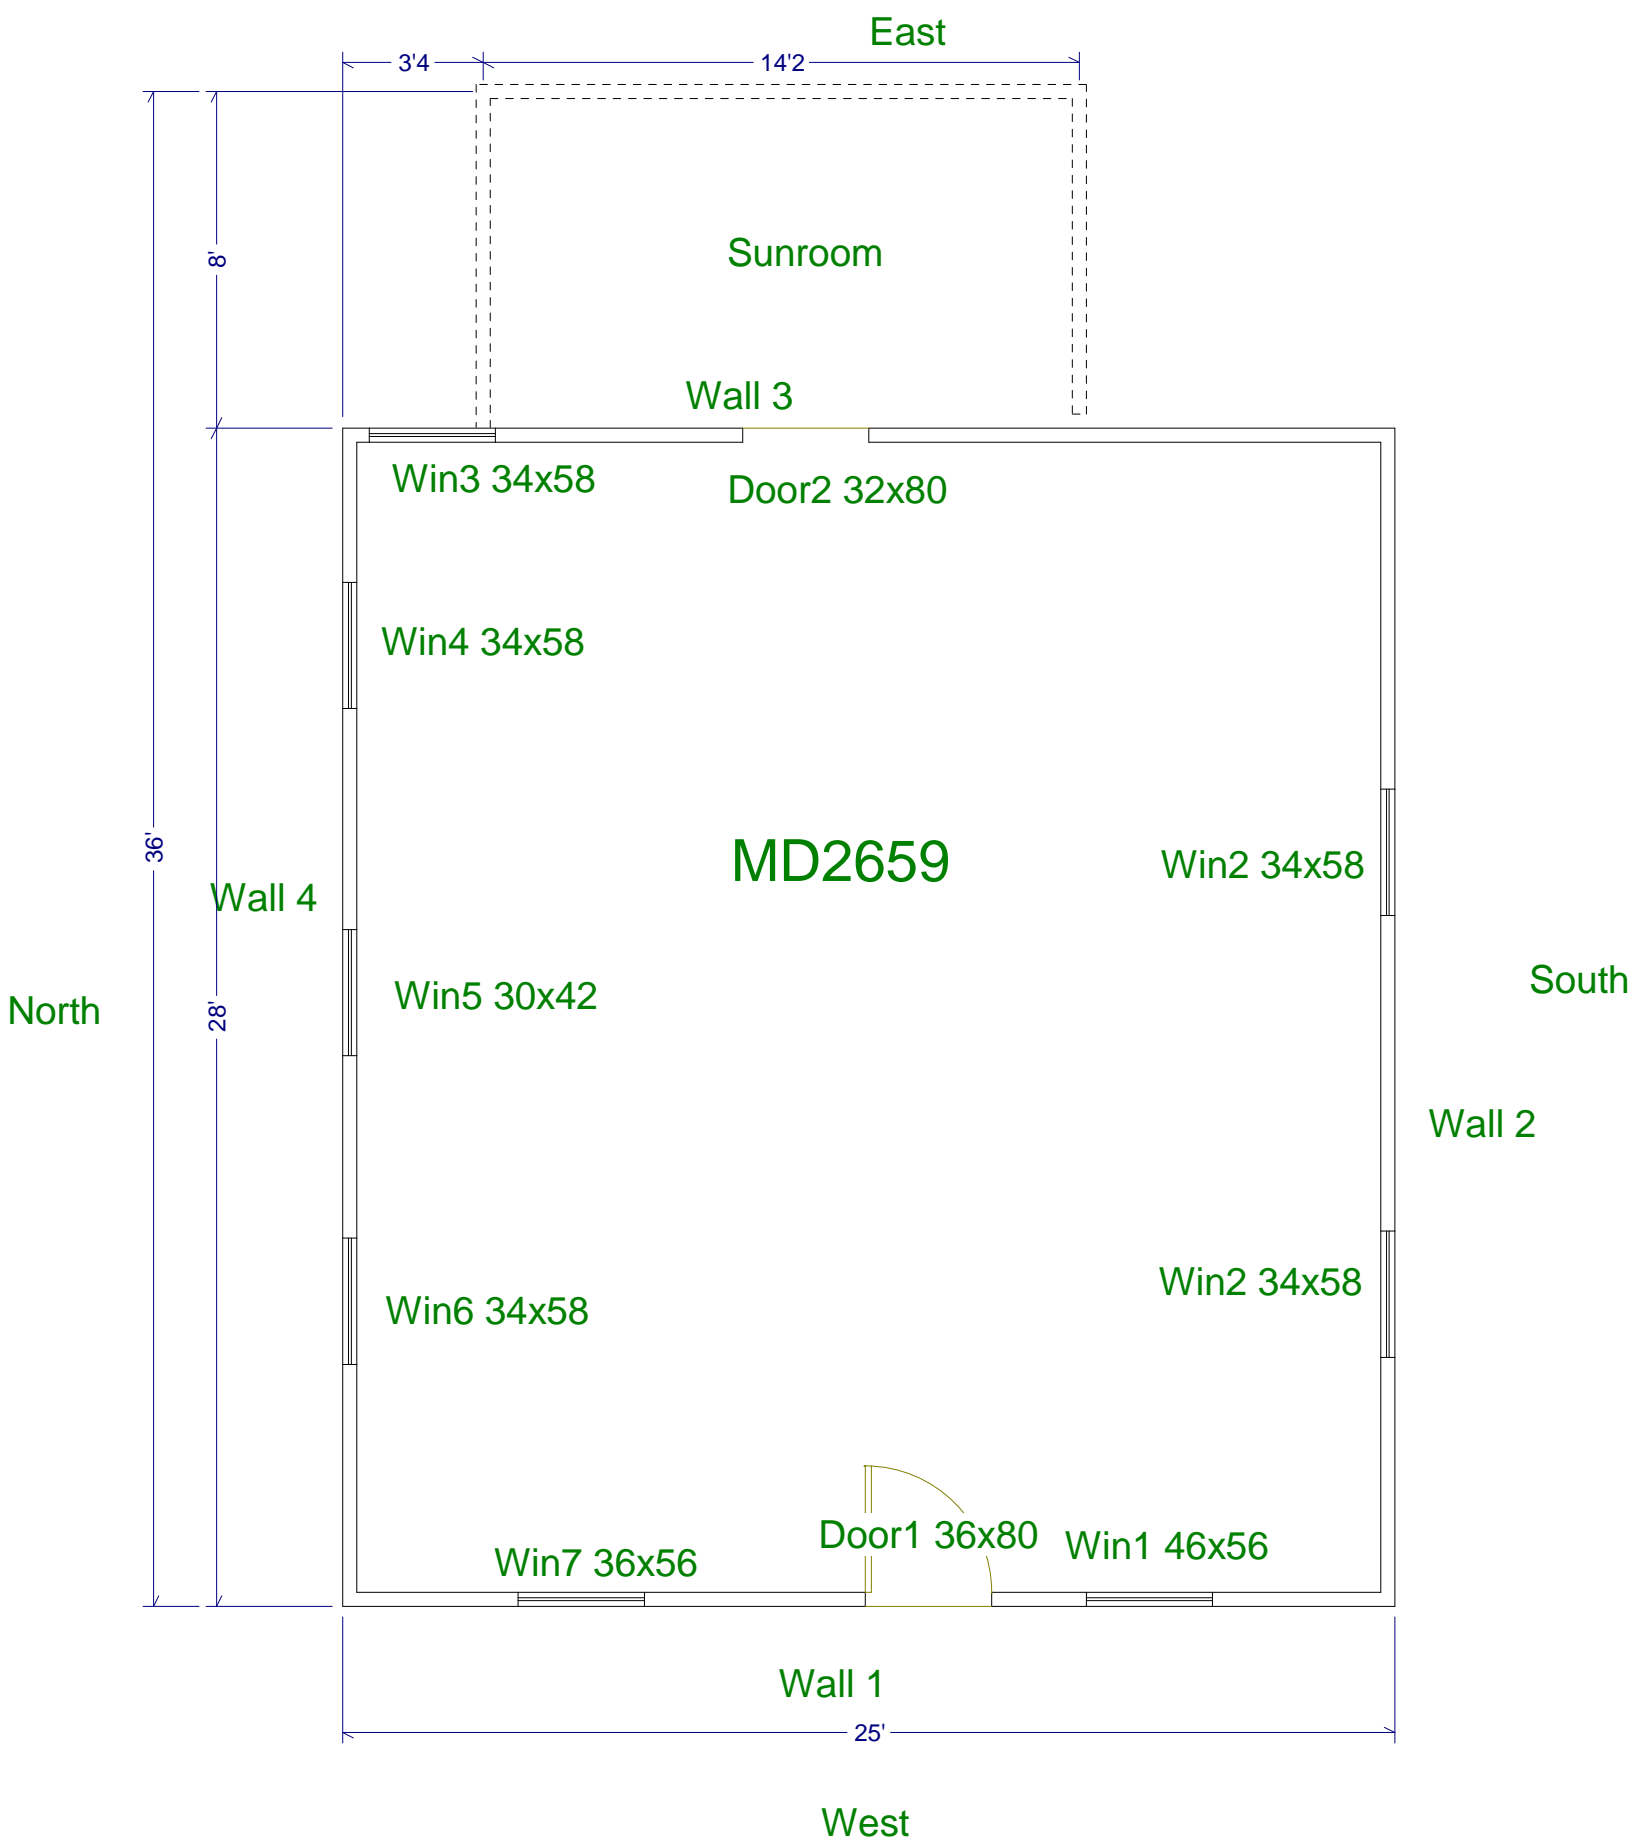 East
3'4
14'2
8'
Sunroom
Wall 3
Win3 34x58
Door2 32x80
Win4 34x58
36'
MD2659
Win2 34x58
Wall 4
South
North
28'
Win5 30x42
Wall 2
Win2 34x58
Win6 34x58
Door1 36x80
Win1 46x56
Win7 36x56
Wall 1
25'
West